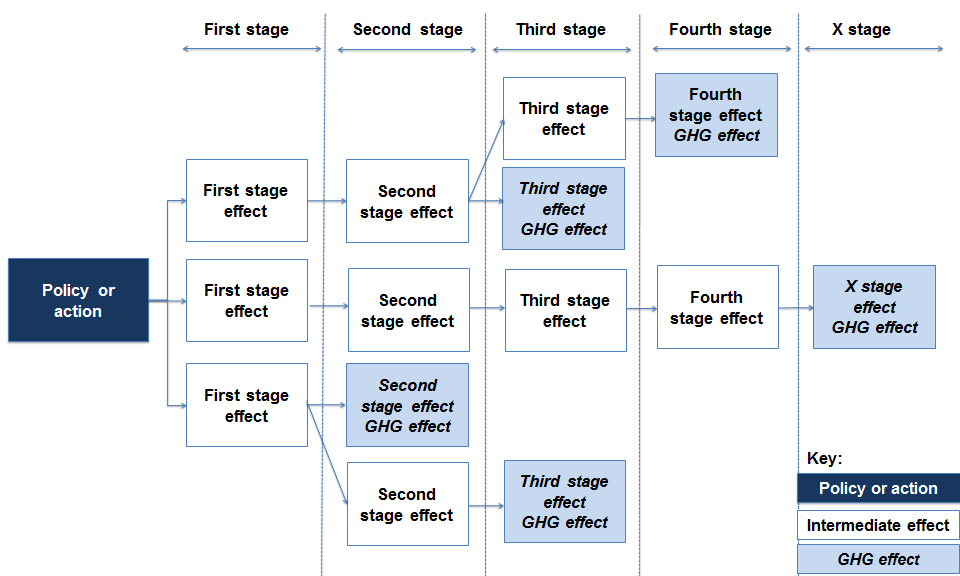 First stage
Second stage
Third stage
Fourth stage
X stage
Third stage
effect
Fourth
stage effect
GHG effect
First stage
effect
Second
stage effect
Third stage
effect
GHG effect
Policy or
action
First stage
effect
Second
stage effect
Third stage
effect
Fourth
stage effect
X stage
effect
GHG effect
First stage
effect
Second
stage effect
GHG effect
Second
stage effect
Third stage
effect
GHG effect
Key:
Policy or action
Intermediate effect
GHG effect